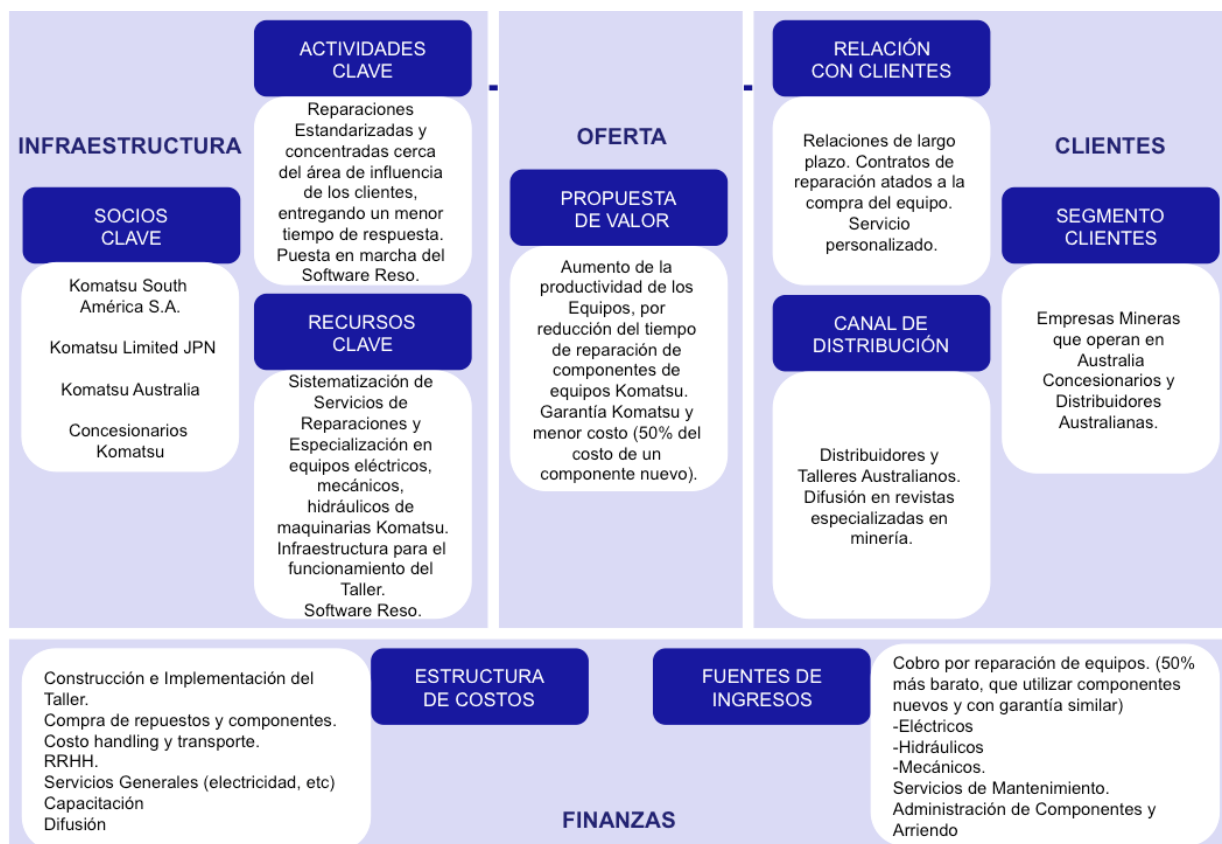 INFRAESTRUCTURA
SOCIOS
CLAVE
Komatsu South
América S.A.
Komatsu Limited JPN
Komatsu Australia
Concesionarios
Komatsu
ACTIVIDADES
CLAVE
Reparaciones
Estandarizadas y
concentradas cerca
del área de influencia
de los clientes,
entregando un menor
tiempo de respuesta.
Puesta en marcha del
Software Reso.
RECURSOS
CLAVE
Sistematización de
Servicios de
Reparaciones y
Especialización en
equipos eléctricos,
mecánicos,
hidráulicos de
maquinarias Komatsu.
Infraestructura para el
funcionamiento del
Taller.
Software Reso.
OFERTA
PROPUESTA
DE VALOR
Aumento de la
productividad de los
Equipos, por
reducción del tiempo
de reparación de
componentes de
equipos Komatsu.
Garantía Komatsu y
menor costo (50% del
costo de un
componente nuevo).
RELACIÓN
CON CLIENTES
Relaciones de largo
plazo. Contratos de
reparación atados a la
compra del equipo.
Servicio
personalizado.
CANAL DE
DISTRIBUCIÓN
Distribuidores y
Talleres Australianos.
Difusión en revistas
especializadas en
minería.
CLIENTES
SEGMENTO
CLIENTES
Empresas Mineras
que operan en
Australia
Concesionarios y
Distribuidores
Australianas.
Construcción e Implementación del
Taller.
Compra de repuestos y componentes.
Costo handling y transporte.
RRHH.
Servicios Generales (electricidad, etc)
Capacitación
Difusión
ESTRUCTURA
DE COSTOS
FINANZAS
FUENTES DE
INGRESOS
Cobro por reparación de equipos. (50%
más barato, que utilizar componentes
nuevos y con garantía similar)
-Eléctricos
-Hidráulicos
-Mecánicos.
Servicios de Mantenimiento.
Administración de Componentes y
Arriendo